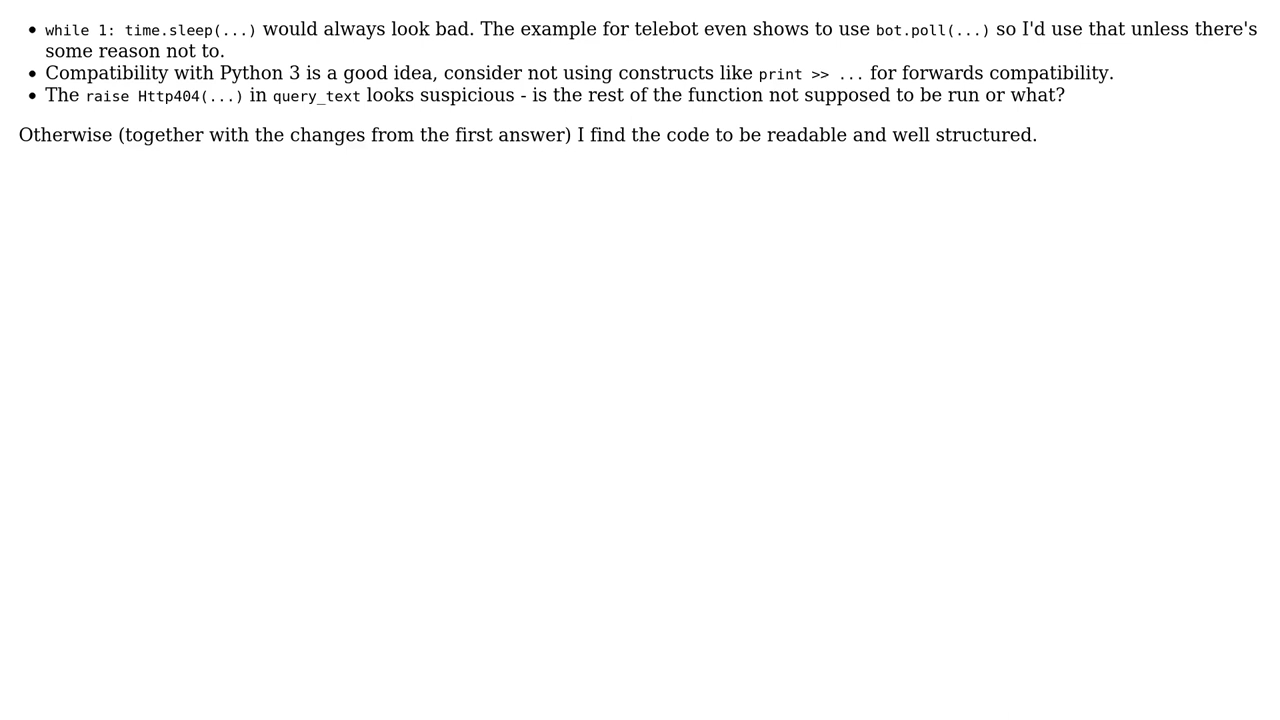 while 1: time.sleep(...) would always look bad. The example for telebot even shows to use bot.poll(...) so I'd use that unless there's
some reason not to.
Compatibility with Python 3 is a good idea, consider not using constructs like print >> ... for forwards compatibility.
The raise Http404(...) in query_text looks suspicious - is the rest of the function not supposed to be run or what?
Otherwise (together with the changes from the first answer) I find the code to be readable and well structured.